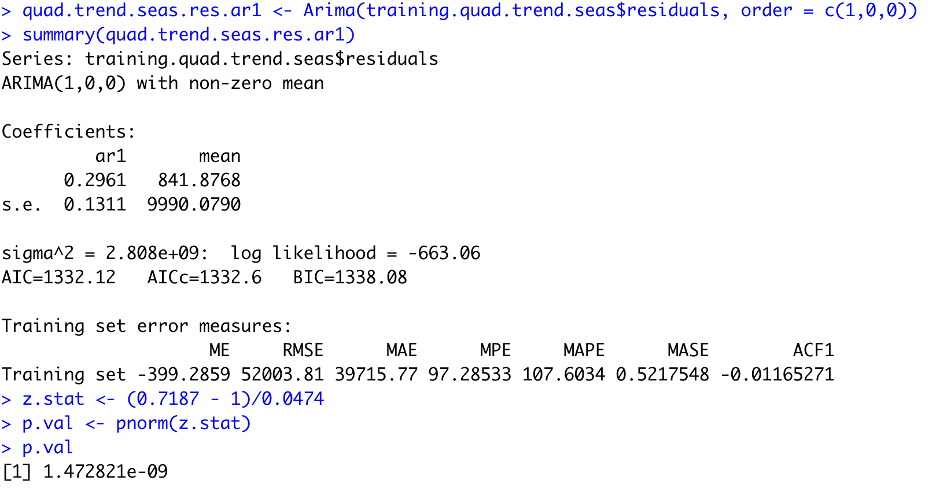 > quad.trend.seas.res.ar1 <- Arima(training.quad.trend.seas$residuals, order = c(1,0,0))
> summary(quad.trend.seas.res.ar1)
Series: training.quad.trend.seas$residuals
ARIMA(1,0,0) with non-zero mean

Coefficients:
         ar1      mean
      0.2961  841.8768
s.e.  0.1311  9990.0790

sigma^2 = 2.808e+09:  log likelihood = -663.06
AIC=1332.12   AICc=1332.6   BIC=1338.08

Training set error measures:
                    ME     RMSE      MAE      MPE     MAPE      MASE        ACF1
Training set -399.2859 52003.81 39715.77 97.28533 107.6034 0.5217548 -0.01165271
> z.stat <- (0.7187 - 1)/0.0474
> p.val <- pnorm(z.stat)
> p.val
[1] 1.472821e-09